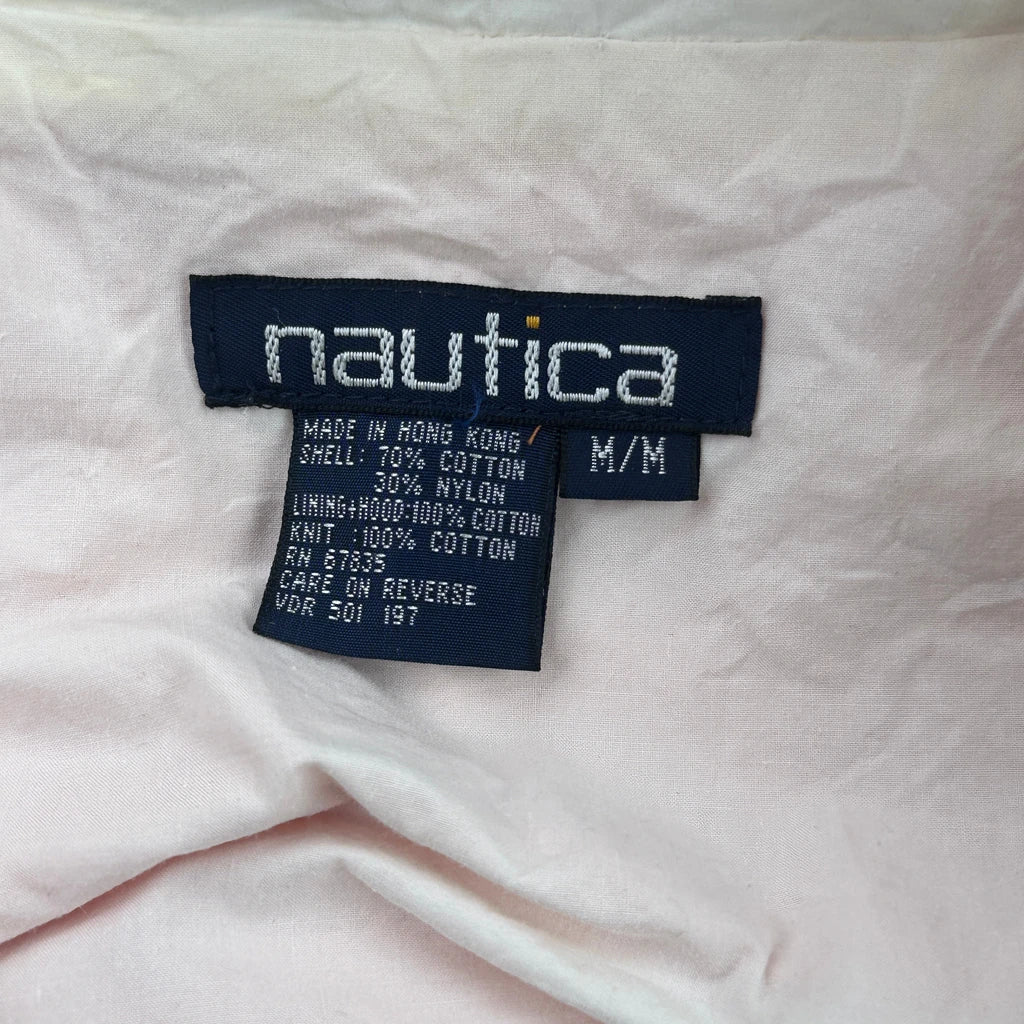 nautica
MADE IN HONG KONG
SHELL: 70% COTTON
30% NYLON
LINING+HOOD:100% COTTON
KNIT :100% COTTON
RN 67835
CARE ON REVERSE
VDR 501 197
M/M